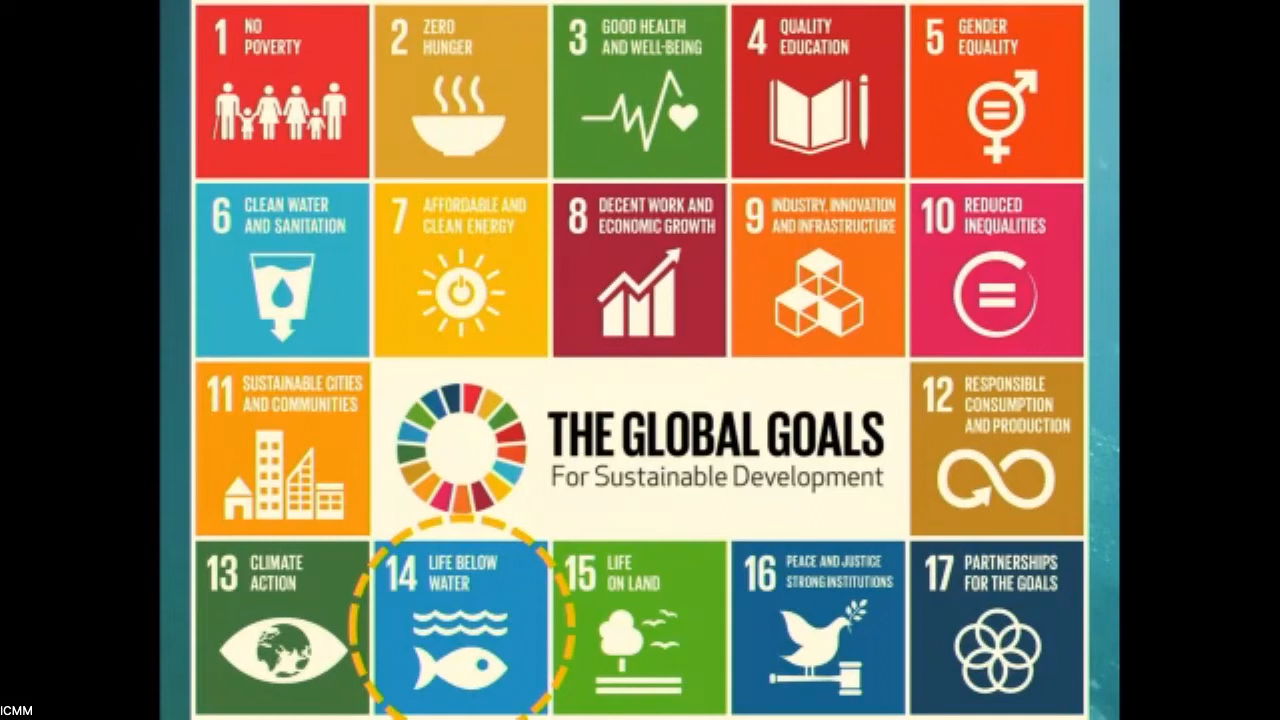 1 NO
POVERTY
2 ZERO
HUNGER
3 GOOD HEALTH
AND WELL-BEING
4 QUALITY
EDUCATION
5 GENDER
EQUALITY
6 CLEAN WATER
AND SANITATION
7 AFFORDABLE AND
CLEAN ENERGY
8 DECENT WORK AND
ECONOMIC GROWTH
9 INDUSTRY, INNOVATION
AND INFRASTRUCTURE
10 REDUCED
INEQUALITIES
11 SUSTAINABLE CITIES
AND COMMUNITIES
THE GLOBAL GOALS
For Sustainable Development
12 RESPONSIBLE
CONSUMPTION
AND PRODUCTION
13 CLIMATE
ACTION
14 LIFE BELOW
WATER
15 LIFE
ON LAND
16 PEACE AND JUSTICE
STRONG INSTITUTIONS
17 PARTNERSHIPS
FOR THE GOALS
ICMM